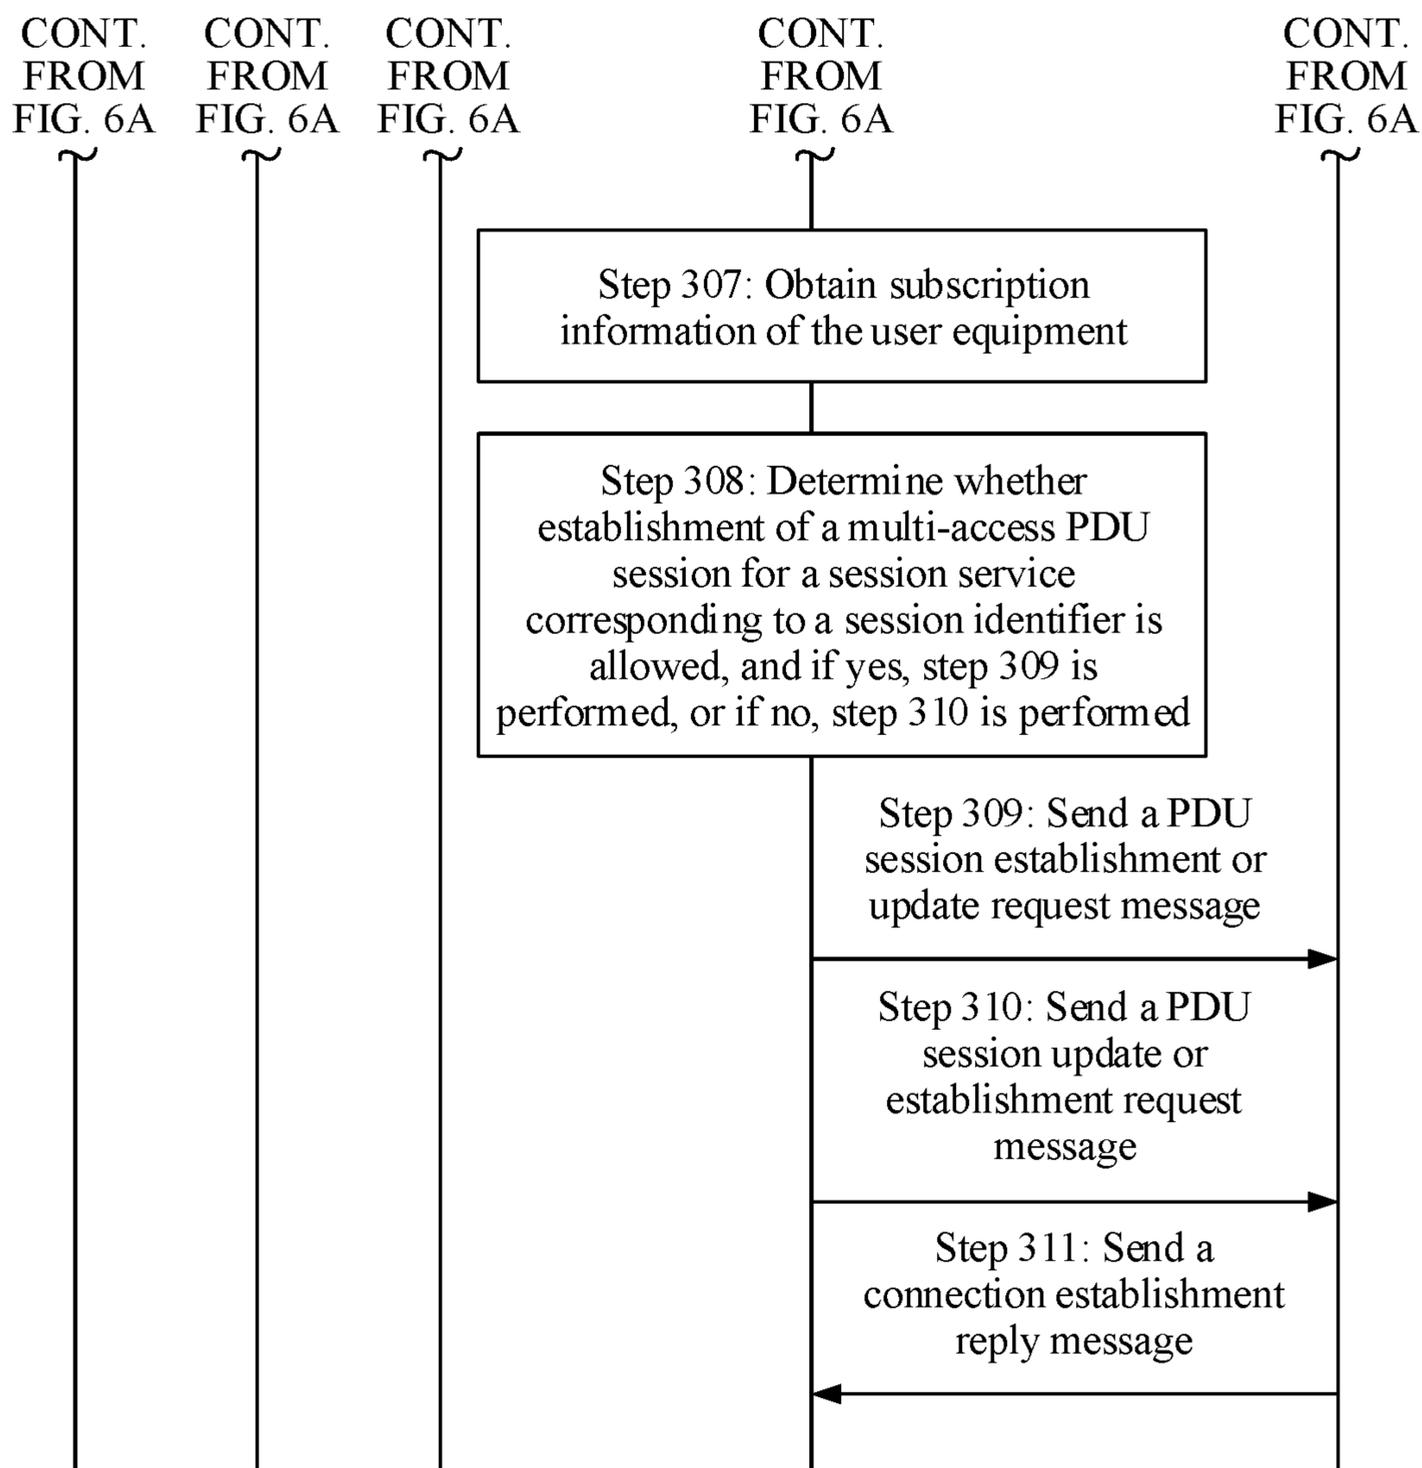 CONT. FROM FIG. 6A
CONT. FROM FIG. 6A
CONT. FROM FIG. 6A
CONT. FROM FIG. 6A
CONT. FROM FIG. 6A
Step 307: Obtain subscription
information of the user equipment
Step 308: Determine whether
establishment of a multi-access PDU
session for a session service
corresponding to a session identifier is
allowed, and if yes, step 309 is
performed, or if no, step 310 is performed
Step 309: Send a PDU
session establishment or
update request message
Step 310: Send a PDU
session update or
establishment request
message
Step 311: Send a
connection establishment
reply message